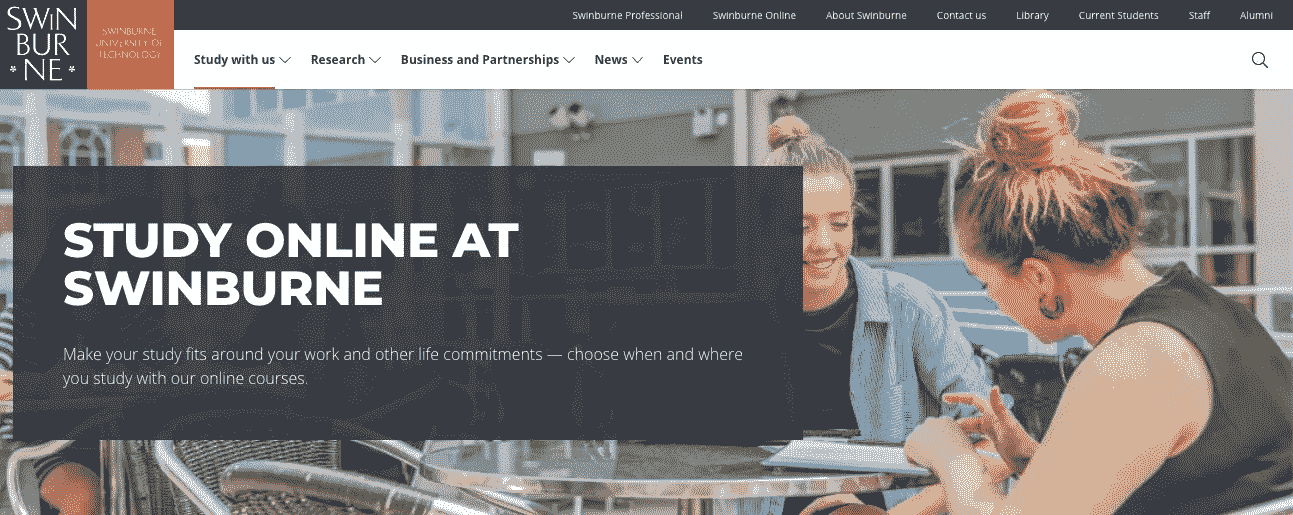 SWiN
BUR
* NE *
SWINBURNE
UNIVERSITY OF
TECHNOLOGY
Swinburne Professional
Swinburne Online
About Swinburne
Contact us
Library
Current Students
Staff
Alumni
Study with us
Research
Business and Partnerships
News
Events
STUDY ONLINE AT
SWINBURNE
Make your study fits around your work and other life commitments — choose when and where
you study with our online courses.